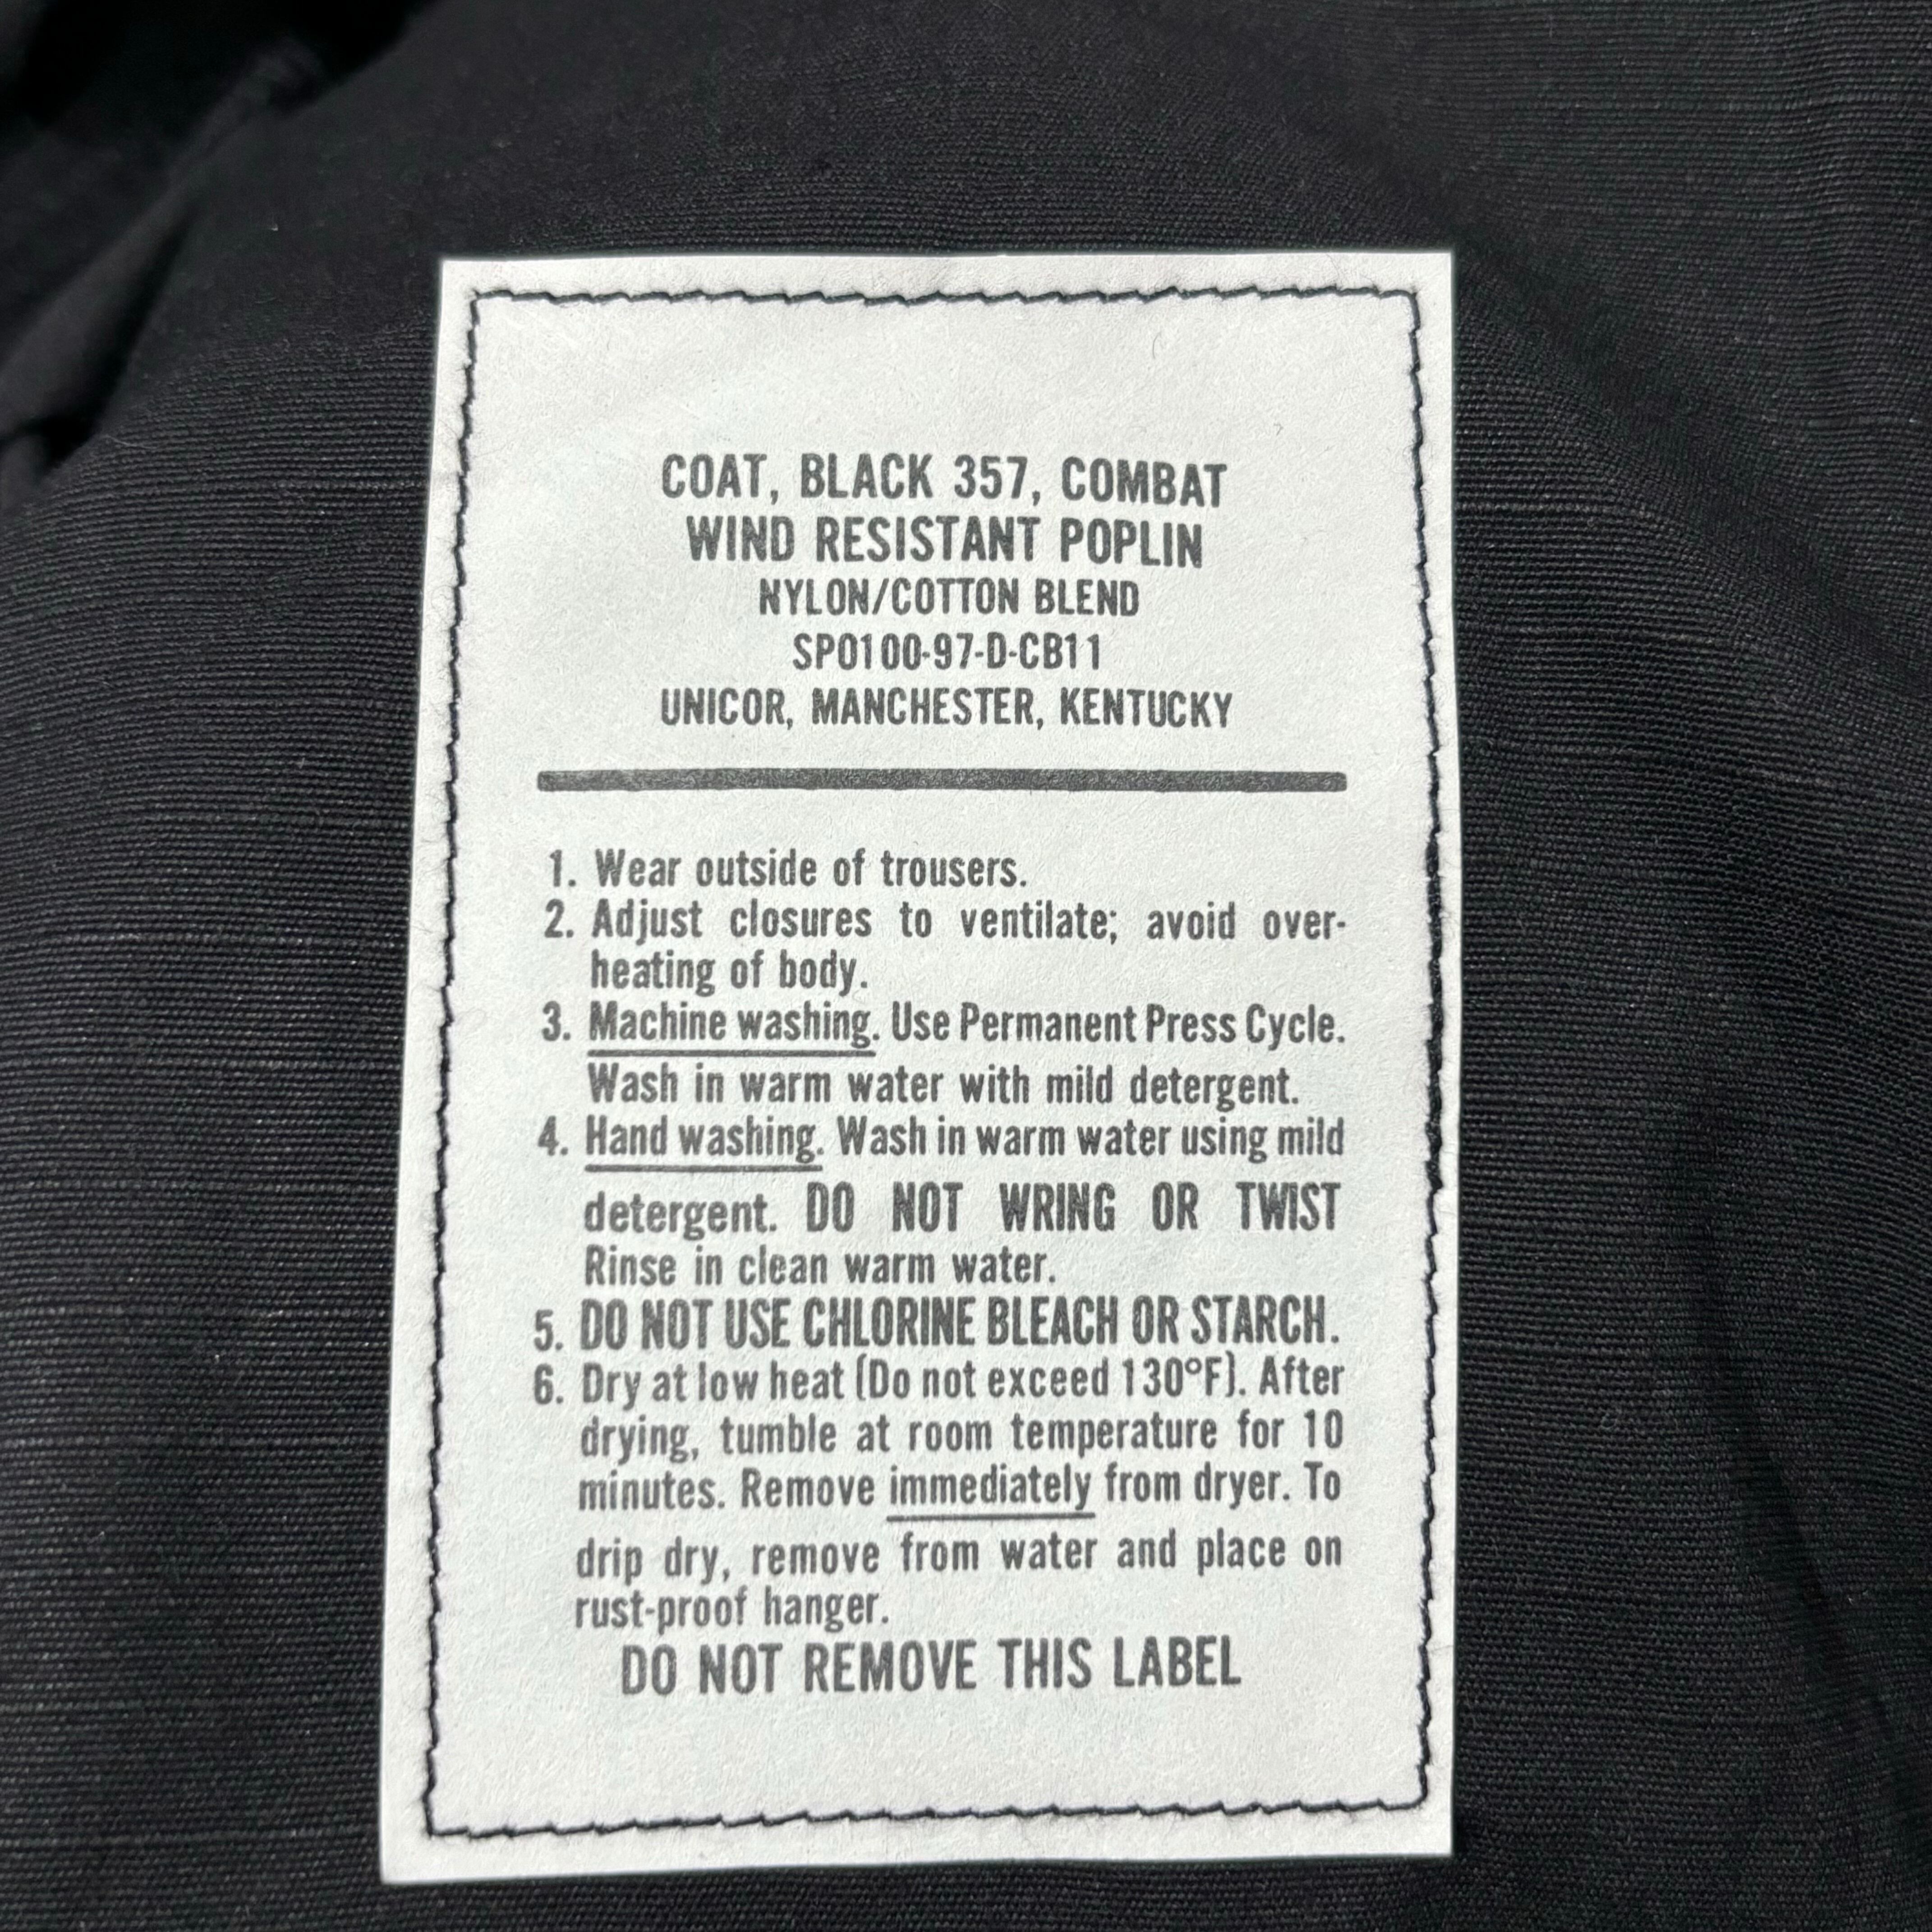 COAT, BLACK 357, COMBAT
WIND RESISTANT POPLIN
NYLON/COTTON BLEND
SPO100-97-D-CB11
UNICOR, MANCHESTER, KENTUCKY
1. Wear outside of trousers.
2. Adjust closures to ventilate; avoid over-
heating of body.
3. Machine washing. Use Permanent Press Cycle.
Wash in warm water with mild detergent.
4. Hand washing. Wash in warm water using mild
detergent. DO NOT WRING OR TWIST
Rinse in clean warm water.
5. DO NOT USE CHLORINE BLEACH OR STARCH.
6. Dry at low heat (Do not exceed 130°F). After
drying, tumble at room temperature for 10
minutes. Remove immediately from dryer. To
drip dry, remove from water and place on
rust-proof hanger.
DO NOT REMOVE THIS LABEL